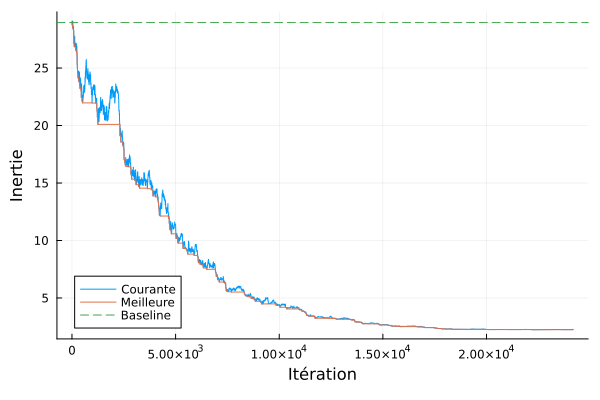 Inertie
25
20
15
10
5
Courante
Meilleure
Baseline
0
5.00×10³
1.00×10⁴
1.50×10⁴
2.00×10⁴
Itération